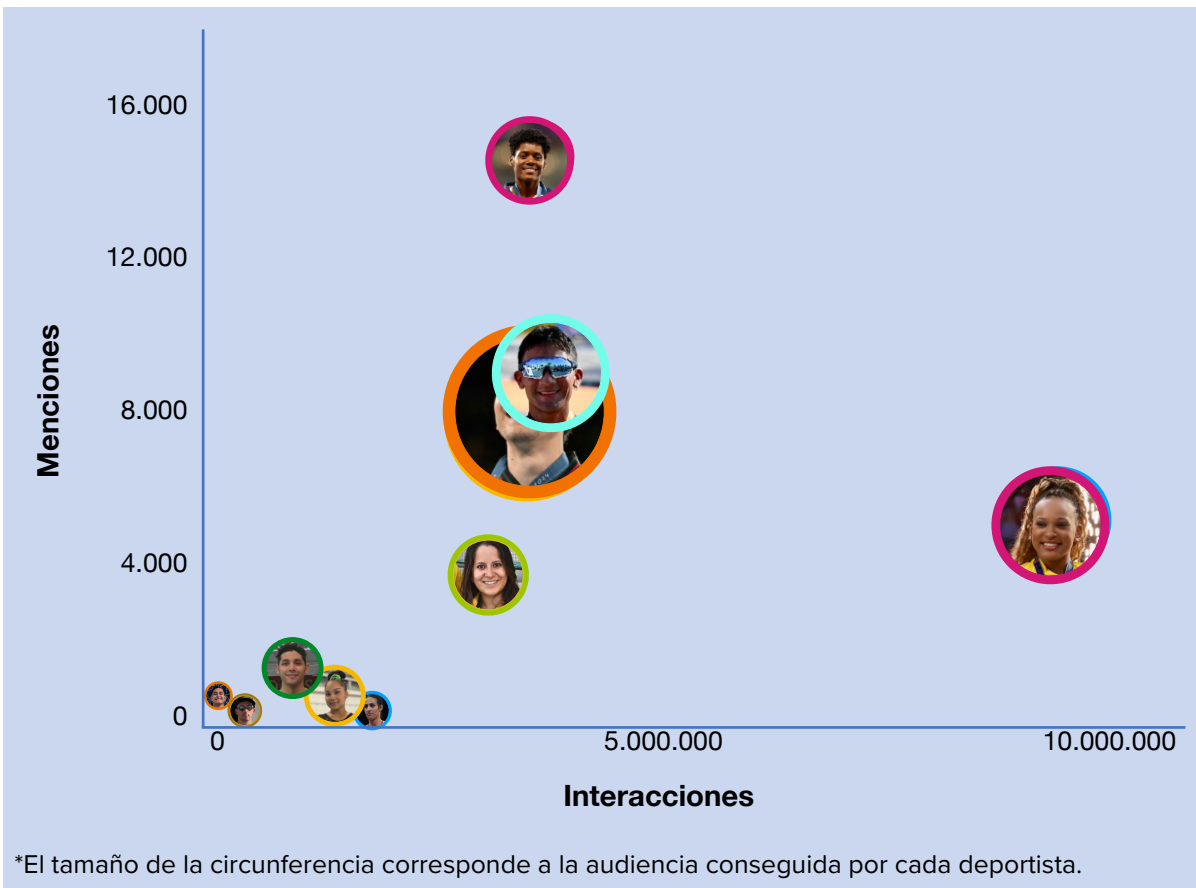 16.000
12.000
Menciones
8.000
4.000
0
0 5.000.000 10.000.000
Interacciones
*El tamaño de la circunferencia corresponde a la audiencia conseguida por cada deportista.